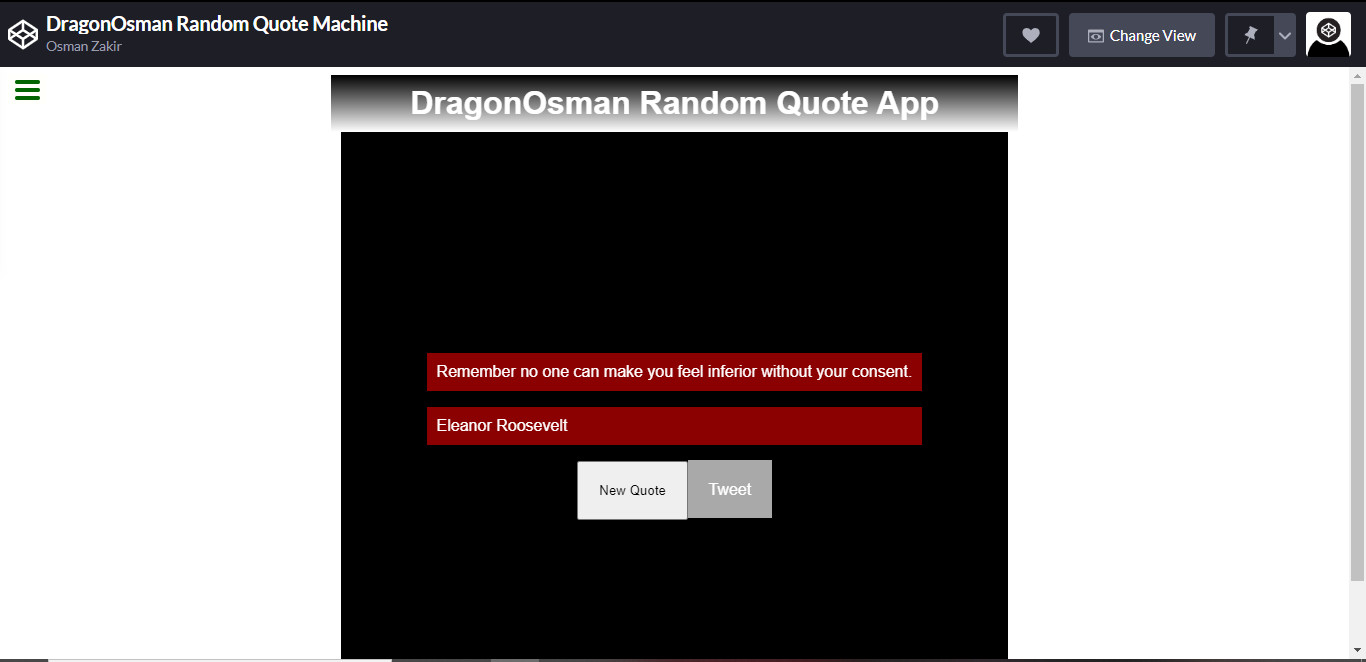 DragonOsman Random Quote Machine
Osman Zakir
Change View
DragonOsman Random Quote App
Remember no one can make you feel inferior without your consent.
Eleanor Roosevelt
New Quote
Tweet